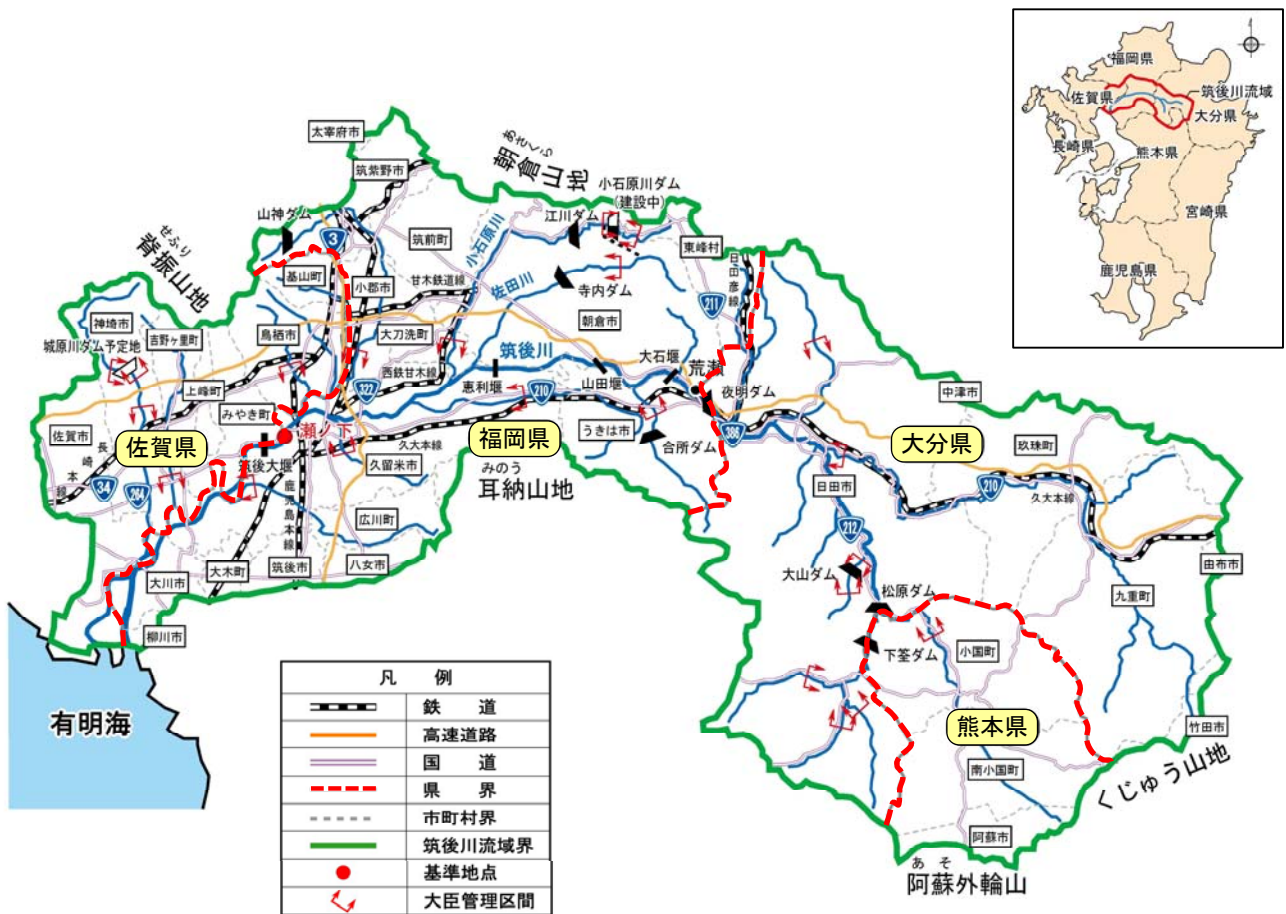 福岡県
佐賀県
筑後川流域
大分県
長崎県
熊本県
宮崎県
鹿児島県
太宰府市
筑紫野市
あさくら
朝倉山地
小石原川ダム
(建設中)
江川ダム
山神ダム
3
筑前町
小石原川
東峰村
日田彦線
せふり
脊振山地
基山町
小郡市
甘木鉄道線
佐田川
寺内ダム
211
神埼市
吉野ヶ里町
城原川ダム予定地
鳥栖市
大刀洗町
朝倉市
筑後川
大石堰
荒瀬
中津市
上峰町
西鉄甘木線
322
恵利堰
山田堰
夜明ダム
みやき町
210
うきは市
386
佐賀市
佐賀県
瀬ノ下
福岡県
合所ダム
大分県
玖珠町
長崎本線
筑後大堰
久大本線
久留米市
みのう
耳納山地
日田市
210
久大本線
34
264
鹿児島本線
広川町
212
大川市
大木町
筑後市
八女市
大山ダム
由布市
松原ダム
九重町
柳川市
下筌ダム
小国町
有明海
熊本県
竹田市
南小国町
くじゅう山地
阿蘇市
あそ
阿蘇外輪山
凡例
鉄道
高速道路
国道
県界
市町村界
筑後川流域界
基準地点
大臣管理区間